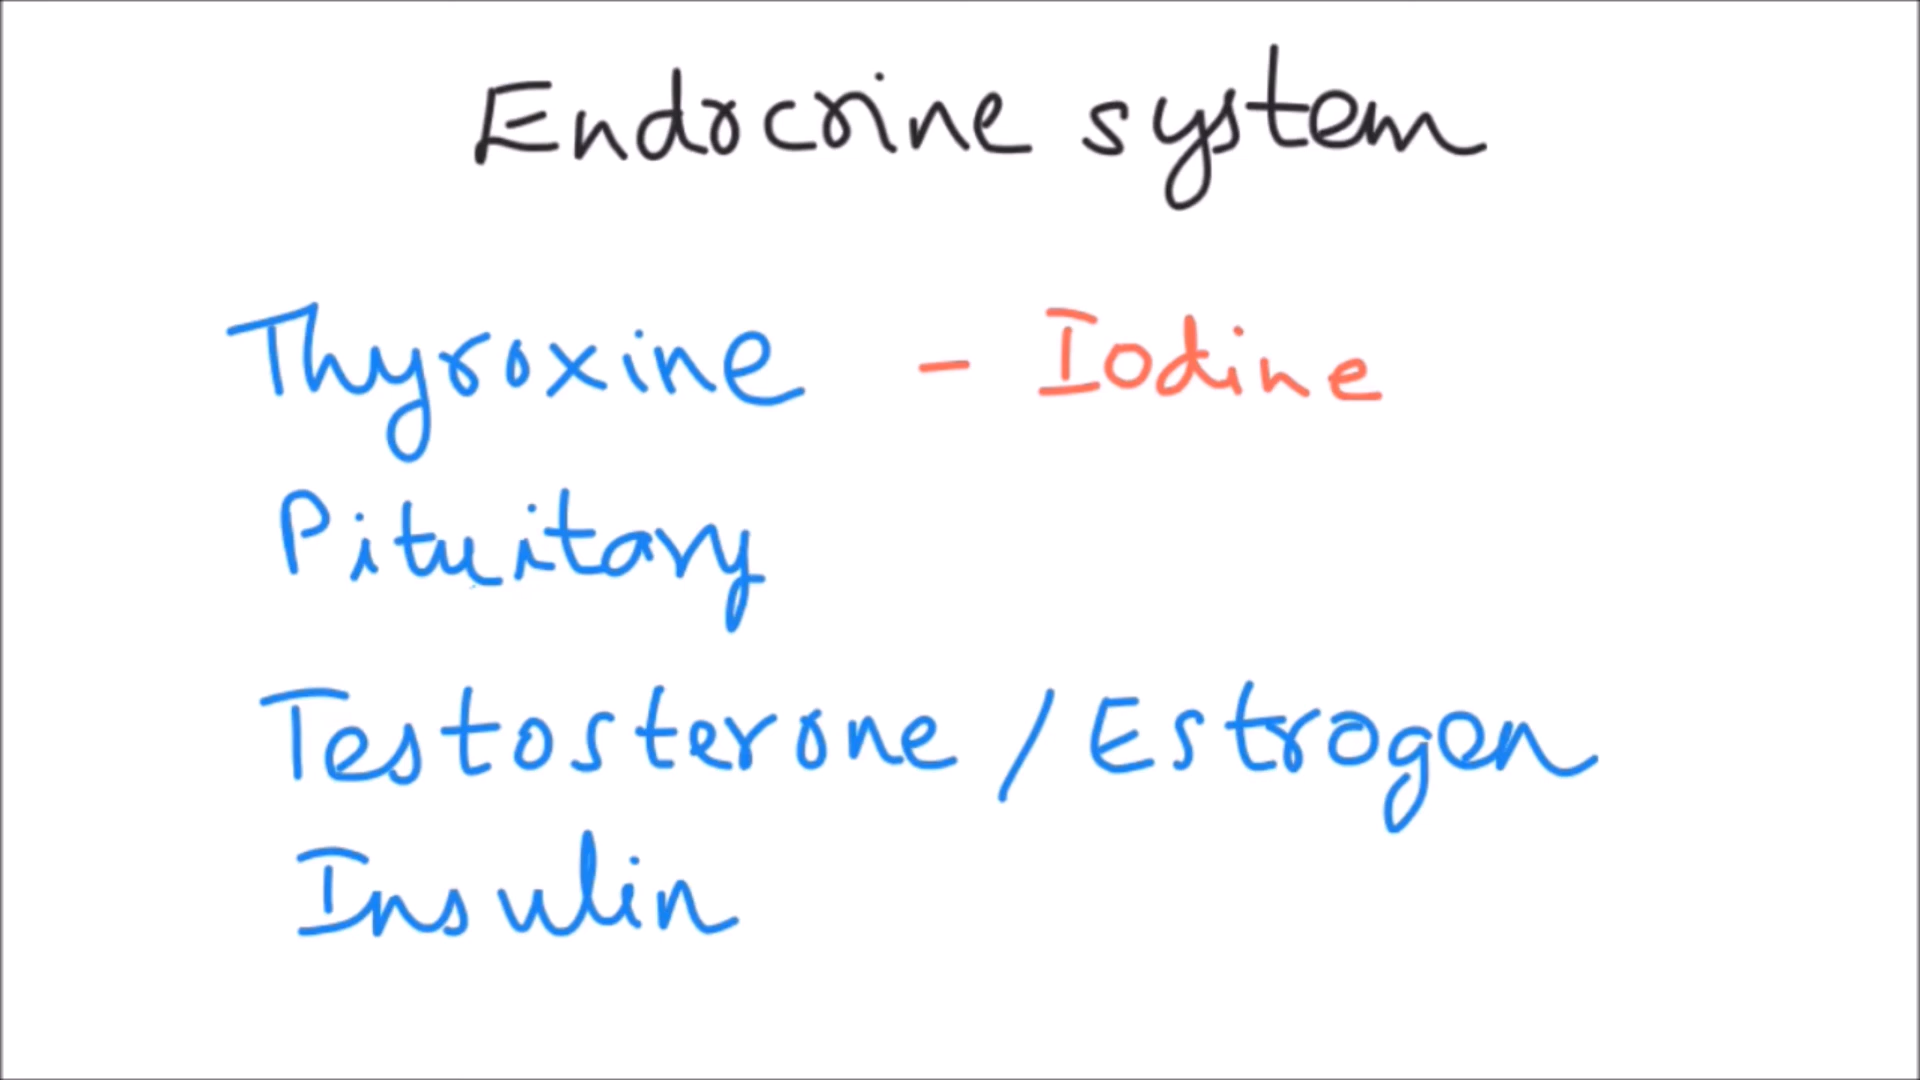 Endocrine system
Thyroxine - Iodine
Pituitary
Testosterone / Estrogen
Insulin